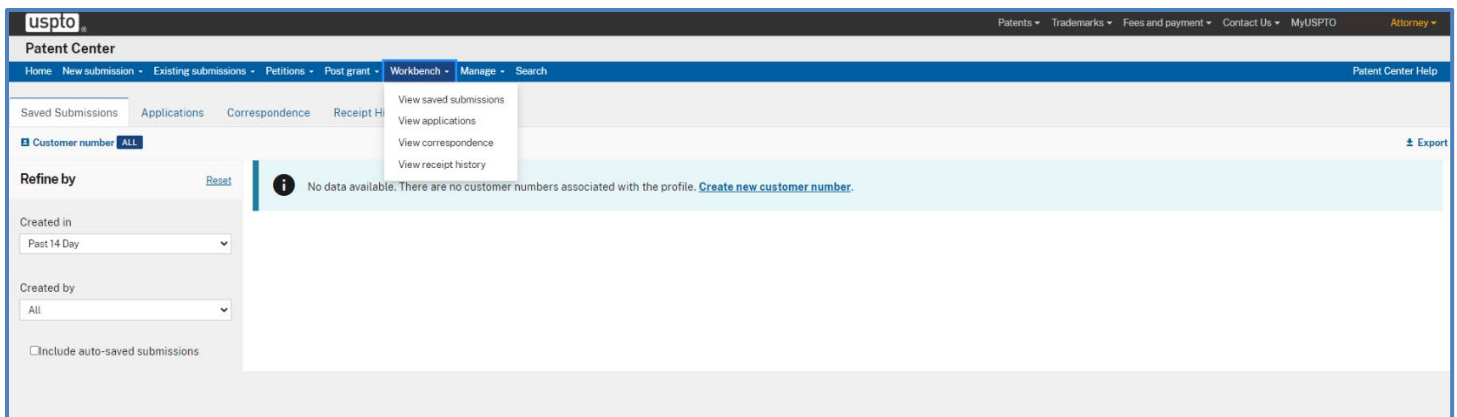 uspto® Patents Trademarks Fees and payment Contact Us MyUSPTO Attorney
Patent Center
Home New submission Existing submissions Petitions Post grant Workbench Manage Search Patent Center Help
View saved submissions
View applications
View correspondence
View receipt history
Saved Submissions Applications Correspondence Receipt Hi
Customer number ALL Export
Refine by Reset
No data available. There are no customer numbers associated with the profile. Create new customer number.
Created in
Past 14 Day
Created by
All
Include auto-saved submissions